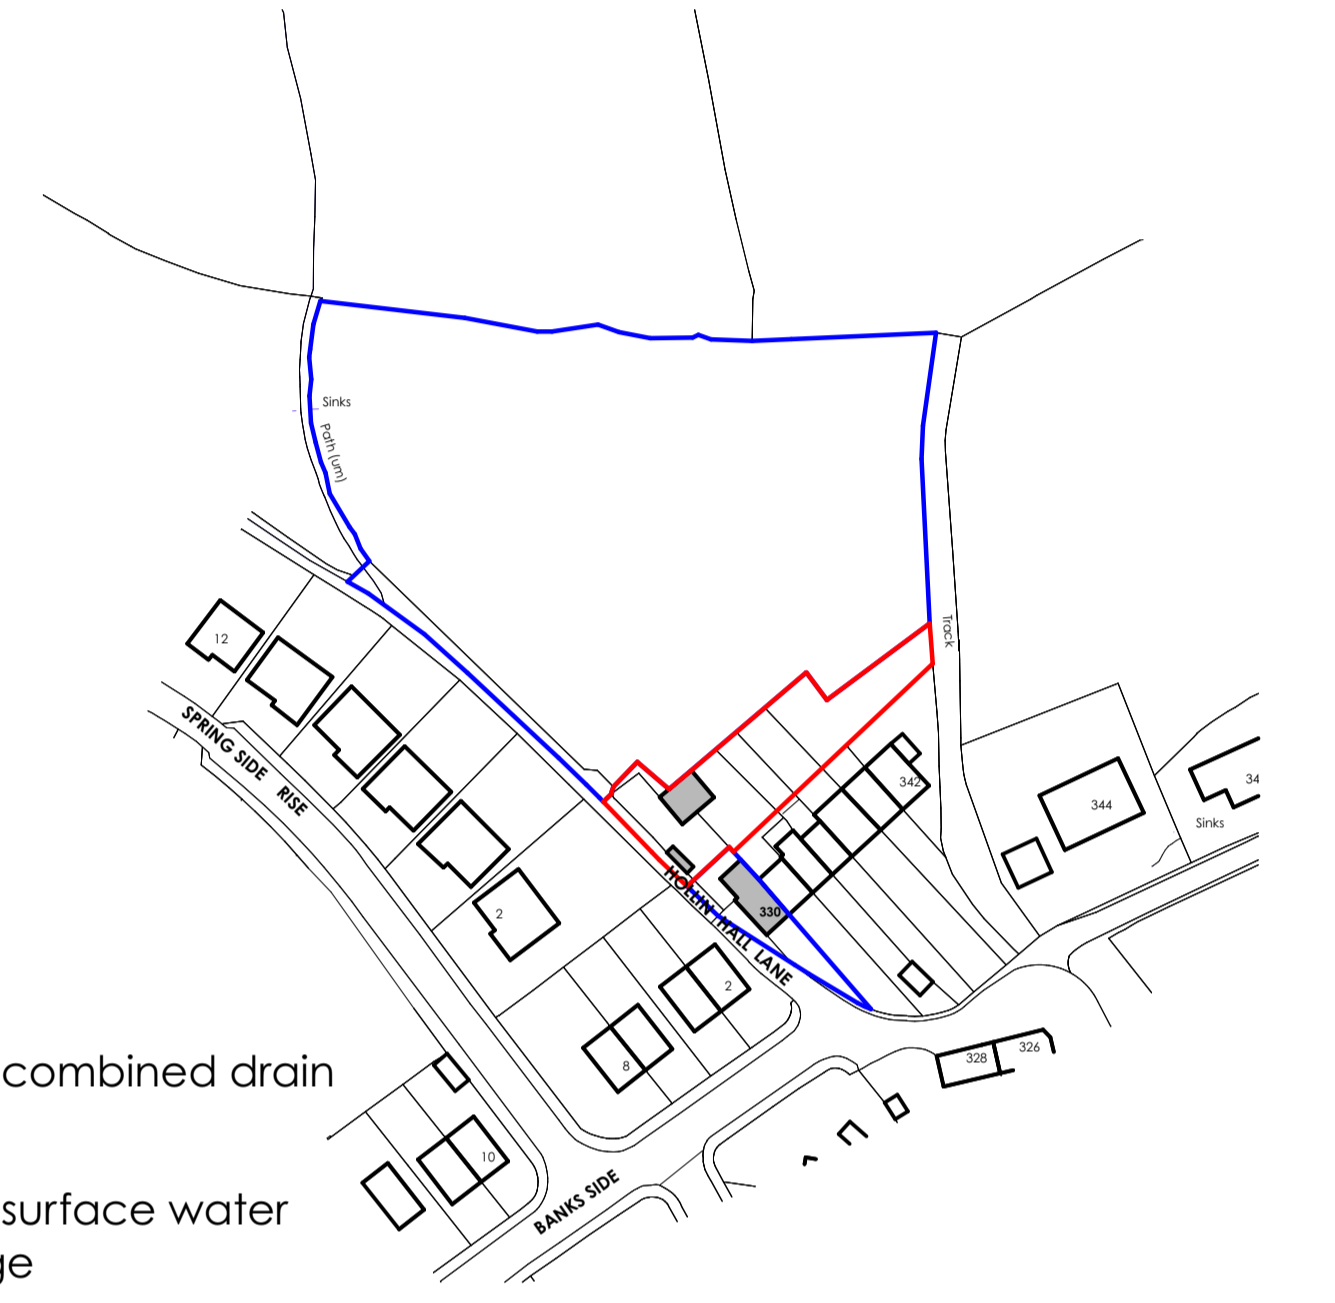 Sinks
Path (um)
12
SPRING SIDE RISE
Track
342
344
34
Sinks
2
330
HOLLIN HALL LANE
2
8
328
326
combined drain
10
surface water
BANKS SIDE
ge